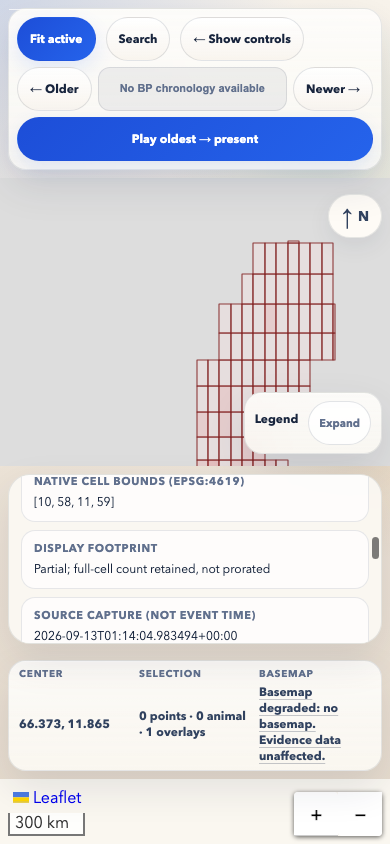 Fit active
Search
← Show controls
← Older
No BP chronology available
Newer →
Play oldest → present
↑ N
Legend
Expand
NATIVE CELL BOUNDS (EPSG:4619)
[10, 58, 11, 59]
DISPLAY FOOTPRINT
Partial; full-cell count retained, not prorated
SOURCE CAPTURE (NOT EVENT TIME)
2026-09-13T01:14:04.983494+00:00
CENTER
66.373, 11.865
SELECTION
0 points · 0 animal
· 1 overlays
BASEMAP
Basemap
degraded: no
basemap.
Evidence data
unaffected.
Leaflet
300 km
+
−